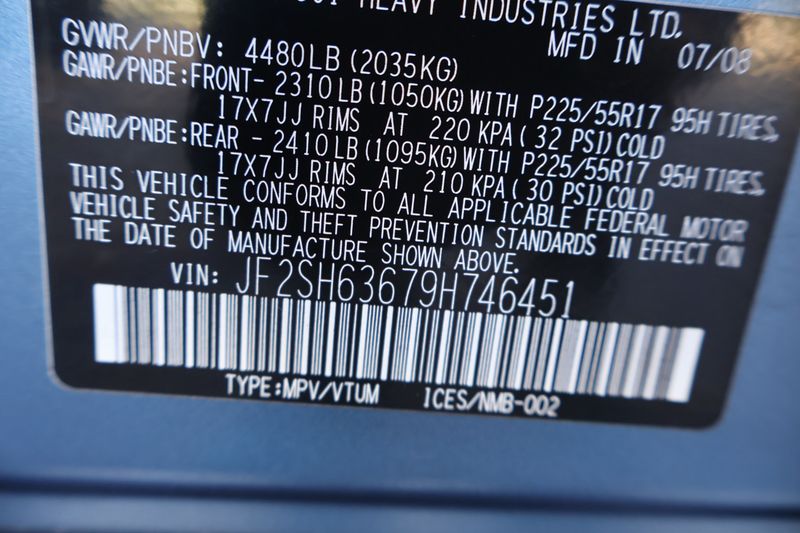 HEAVY INDUSTRIES LTD.
GVWR/PNBV: 4480LB (2035KG) MFD IN 07/08
GAWR/PNBE:FRONT- 2310LB(1050KG)WITH P225/55R17 95H TIRES,
17X7JJ RIMS AT 220 KPA( 32 PSI)COLD
GAWR/PNBE:REAR - 2410LB(1095KG)WITH P225/55R17 95H TIRES,
17X7JJ RIMS AT 210 KPA( 30 PSI)COLD
THIS VEHICLE CONFORMS TO ALL APPLICABLE FEDERAL MOTOR
VEHICLE SAFETY AND THEFT PREVENTION STANDARDS IN EFFECT ON
THE DATE OF MANUFACTURE SHOWN ABOVE.
VIN: JF2SH63679H746451
TYPE:MPV/VTUM ICES/NMB-002